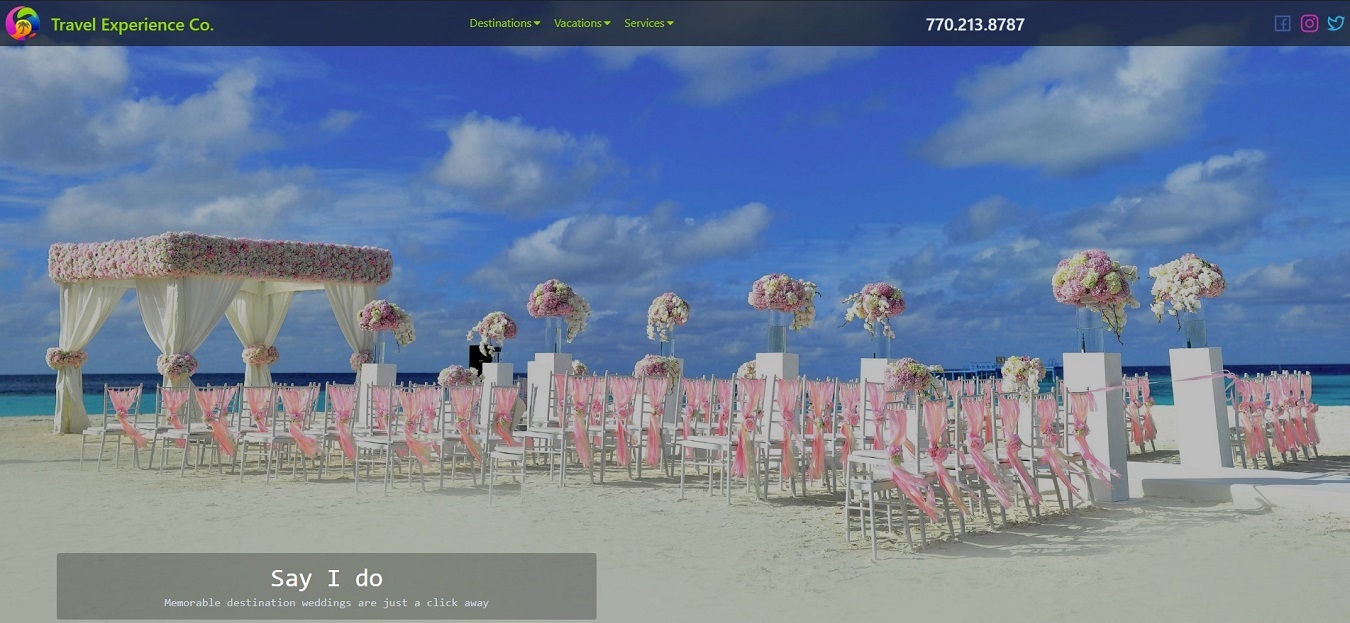 Travel Experience Co.
Destinations Vacations Services
770.213.8787
Say I do
Memorable destination weddings are just a click away